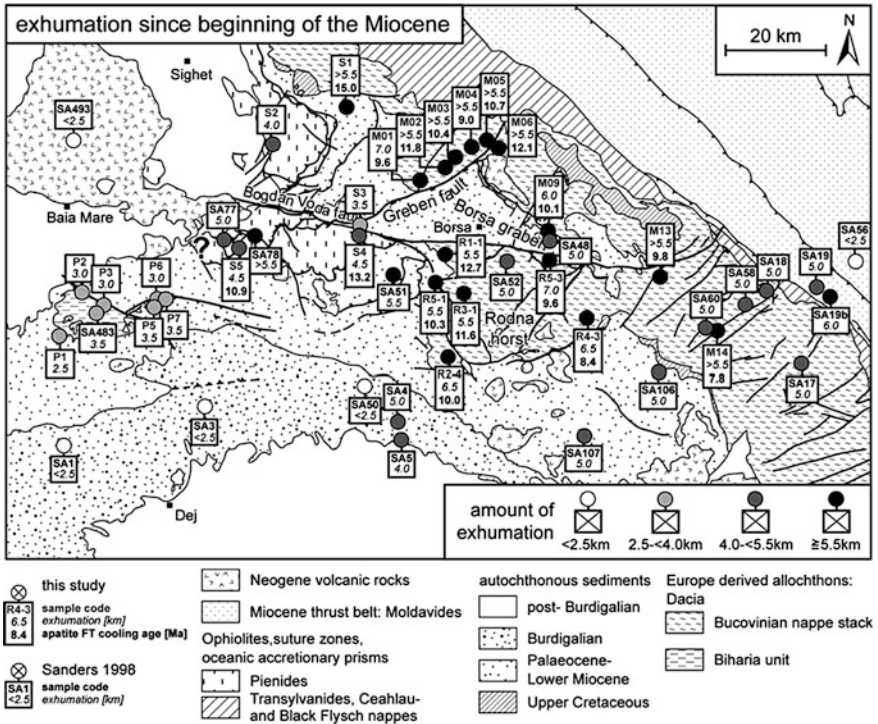 exhumation since beginning of the Miocene
20 km
N
Sighet
S1
>5.5
15.0
SA493
<2.5
S2
4.0
M01
7.0
9.6
M02
>5.5
11.8
M03
>5.5
10.4
M04
>5.5
9.0
M05
>5.5
10.7
M06
>5.5
12.1
Baia Mare
Bogdan Voda fault
Greben fault
Borsa graben
Borsa
SA77
5.0
?
S5
4.5
10.9
SA78
>5.5
S3
3.5
S4
4.5
13.2
SA51
5.5
R1-1
5.5
12.7
R5-1
5.5
10.3
R3-1
5.5
11.6
SA52
5.0
M09
6.0
10.1
SA48
5.0
R5-3
7.0
9.6
M13
>5.5
9.8
SA56
<2.5
SA58
5.0
SA18
5.0
SA19
5.0
SA19b
6.0
SA60
5.0
M14
>5.5
7.8
SA17
5.0
P2
3.0
P3
3.0
P6
3.0
SA483
3.5
P5
3.5
P7
3.5
P1
2.5
Rodna
horst
R4-3
6.5
8.4
R2-4
6.5
10.0
SA106
5.0
SA107
5.0
SA50
<2.5
SA4
5.0
SA5
4.0
SA3
<2.5
SA1
<2.5
Dej
amount of
exhumation
<2.5km
2.5-<4.0km
4.0-<5.5km
≧5.5km
this study
R4-3 sample code
6.5 exhumation [km]
8.4 apatite FT cooling age [Ma]
Sanders 1998
SA1 sample code
<2.5 exhumation [km]
Neogene volcanic rocks
Miocene thrust belt: Moldavides
Ophiolites,suture zones,
oceanic accretionary prisms
Pienides
Transylvanides, Ceahlau-
and Black Flysch nappes
autochthonous sediments
post- Burdigalian
Burdigalian
Palaeocene-
Lower Miocene
Upper Cretaceous
Europe derived allochthons:
Dacia
Bucovinian nappe stack
Biharia unit